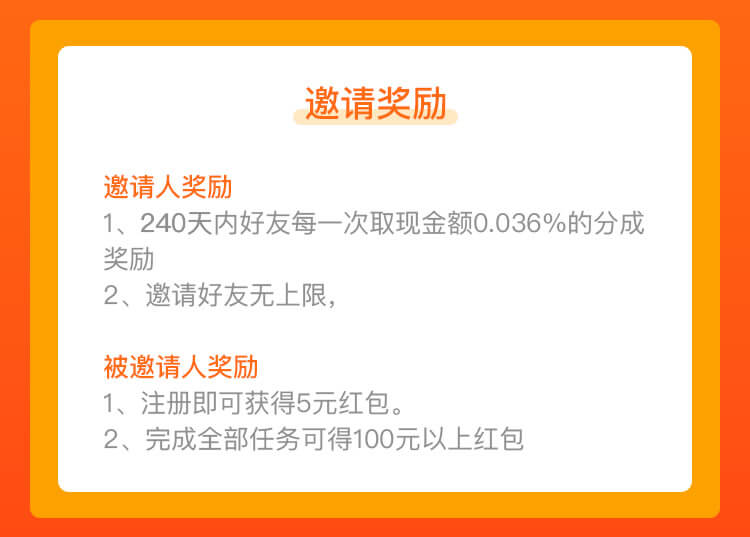 邀请奖励
邀请人奖励
1、240天内好友每一次取现金额0.036%的分成
奖励
2、邀请好友无上限，
被邀请人奖励
1、注册即可获得5元红包。
2、完成全部任务可得100元以上红包